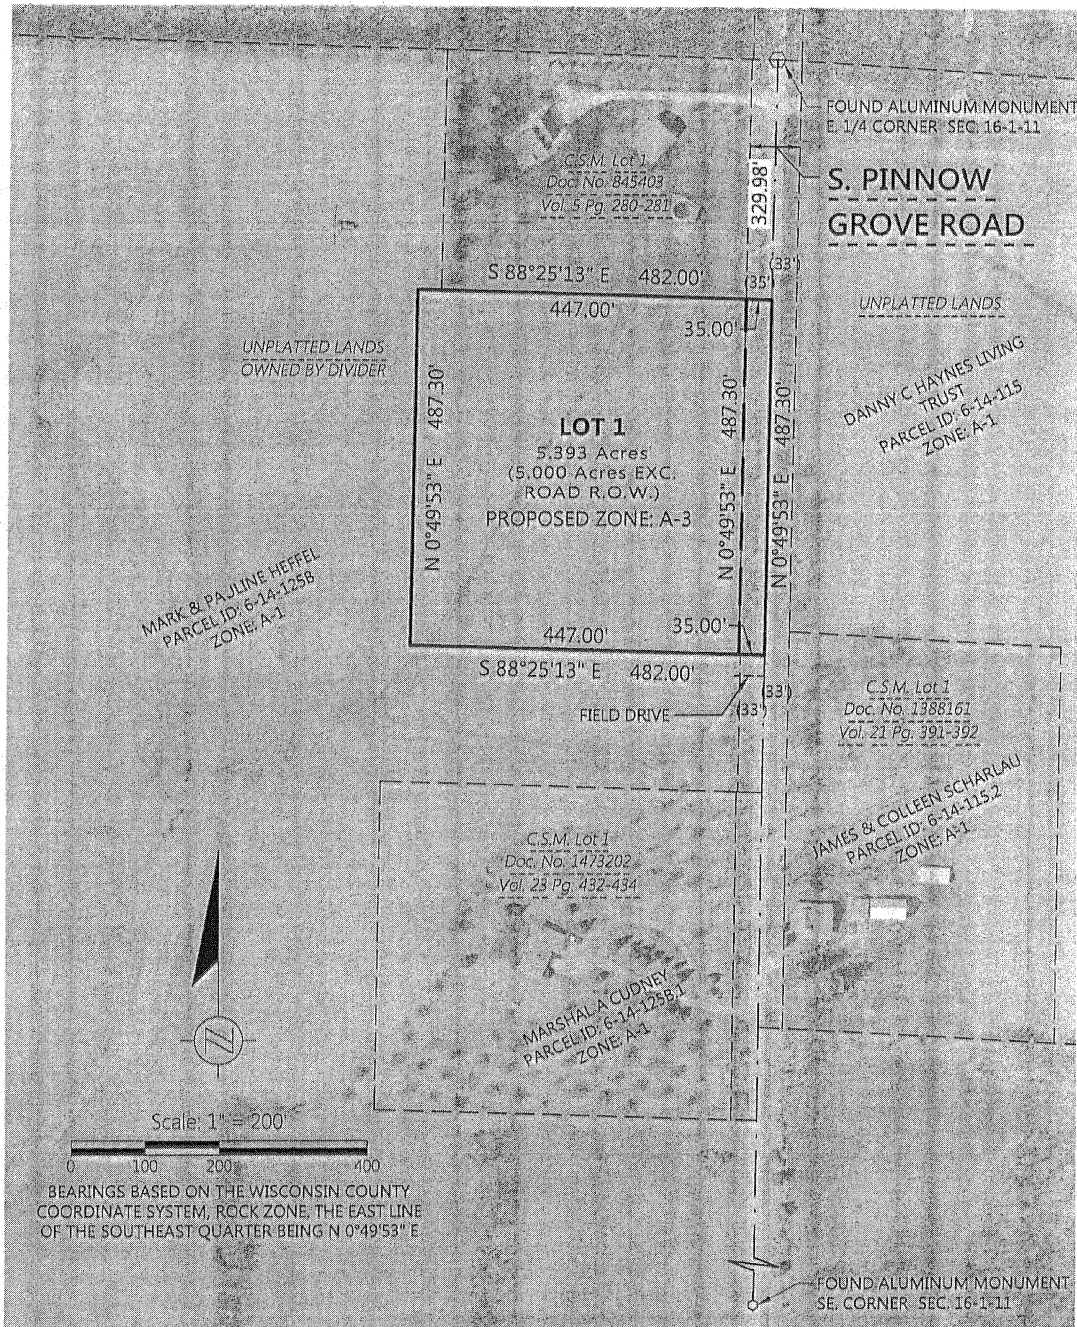 FOUND ALUMINUM MONUMENT
E. 1/4 CORNER SEC. 16-1-11
S. PINNOW
GROVE ROAD
C.S.M. Lot 1
Doc. No. 845403
Vol. 5 Pg. 280-281
329.98'
(33')
(35')
S 88°25'13" E 482.00'
447.00'
35.00'
UNPLATTED LANDS
UNPLATTED LANDS
OWNED BY DIVIDER
DANNY C HAYNES LIVING
TRUST
PARCEL ID: 6-14-115
ZONE: A-1
N 0°49'53" E 487.30'
LOT 1
5.393 Acres
(5.000 Acres EXC.
ROAD R.O.W.)
PROPOSED ZONE: A-3
N 0°49'53" E 487.30'
N 0°49'53" E 487.30'
MARK & PAULINE HEFFEL
PARCEL ID: 6-14-125B
ZONE: A-1
447.00'
35.00'
S 88°25'13" E 482.00'
(33')
(33')
FIELD DRIVE
C.S.M. Lot 1
Doc. No. 1388161
Vol. 21 Pg. 391-392
JAMES & COLLEEN SCHARLAU
PARCEL ID: 6-14-115.2
ZONE: A-1
C.S.M. Lot 1
Doc. No. 1473202
Vol. 23 Pg. 432-434
MARSHAL A CUDNEY
PARCEL ID: 6-14-125B.1
ZONE: A-1
N
Scale: 1" = 200'
0 100 200 400
BEARINGS BASED ON THE WISCONSIN COUNTY
COORDINATE SYSTEM, ROCK ZONE, THE EAST LINE
OF THE SOUTHEAST QUARTER BEING N 0°49'53" E
FOUND ALUMINUM MONUMENT
SE. CORNER SEC. 16-1-11